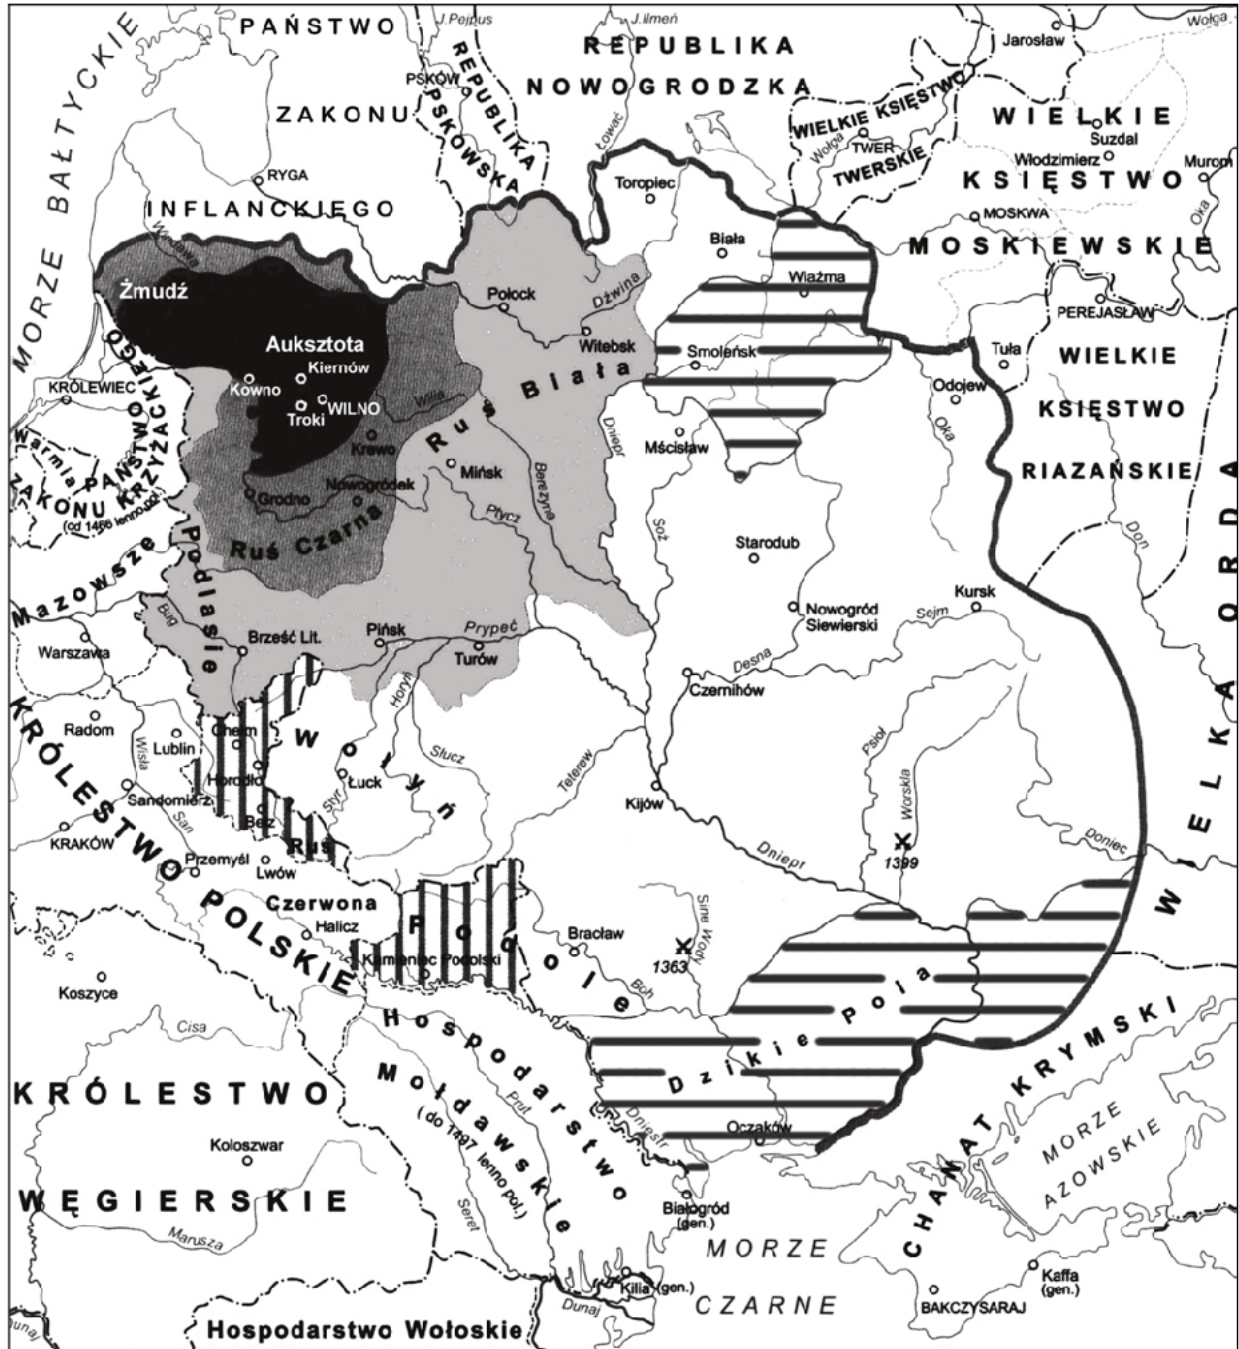 MORZE BAŁTYCKIE
PAŃSTWO
ZAKONU
INFLANCKIEGO
RYGA
J. Pejpus
PSKÓW
REPUBLIKA
PSKOWSKA
J. Ilmeń
REPUBLIKA
NOWOGRODZKA
Łować
Jarosław
Wołga
WIELKIE KSIĘSTWO
TWERSKIE
Wołga
TWER
WIELKIE
Suzdal
Włodzimierz
Murom
KSIĘSTWO
MOSKWA
Oka
MOSKIEWSKIE
Toropiec
Biała
Wiaźma
PEREJASŁAW
Windawa
Żmudź
Auksztota
Kiernów
Kowno
WILNO
Troki
Wilia
Krewo
Grodno
Nowogródek
Ruś Czarna
Połock
Dźwina
Witebsk
Ruś Biała
Mińsk
Berezyna
Ptycz
Smoleńsk
Dniepr
Mścisław
Soż
Tuła
Odojew
Oka
WIELKIE
KSIĘSTWO
RIAZAŃSKIE
Don
WIELKA ORDA
KRÓLEWIEC
Warmia
PAŃSTWO
ZAKONU KRZYŻACKIEGO
(od 1466 lenno pol.)
Mazowsze
Podlasie
Bug
Warszawa
Brześć Lit.
Pińsk
Prypeć
Turów
Starodub
Nowogród
Siewierski
Kursk
Sejm
Desna
Czernihów
Radom
Lublin
Wisła
Chełm
Horodło
Bełz
Sandomierz
San
KRAKÓW
Przemyśl
Lwów
KRÓLESTWO POLSKIE
Ruś
Czerwona
Halicz
Wołyń
Horyń
Słucz
Styr
Łuck
Teterew
Kijów
Psioł
Worskla
1399
Doniec
Dniepr
Podole
Kamieniec Podolski
Bracław
Boh
Sine Wody
1363
Dzikie Pola
Oczaków
Dniestr
Koszyce
Cisa
KRÓLESTWO
Koloszwar
WĘGIERSKIE
Marusza
Hospodarstwo
Mołdawskie
(do 1497 lenno pol.)
Prut
Seret
Białogród
(gen.)
Kilia (gen.)
Dunaj
Hospodarstwo Wołoskie
MORZE
CZARNE
CHANAT KRYMSKI
MORZE
AZOWSKIE
Kaffa
(gen.)
BAKCZYSARAJ